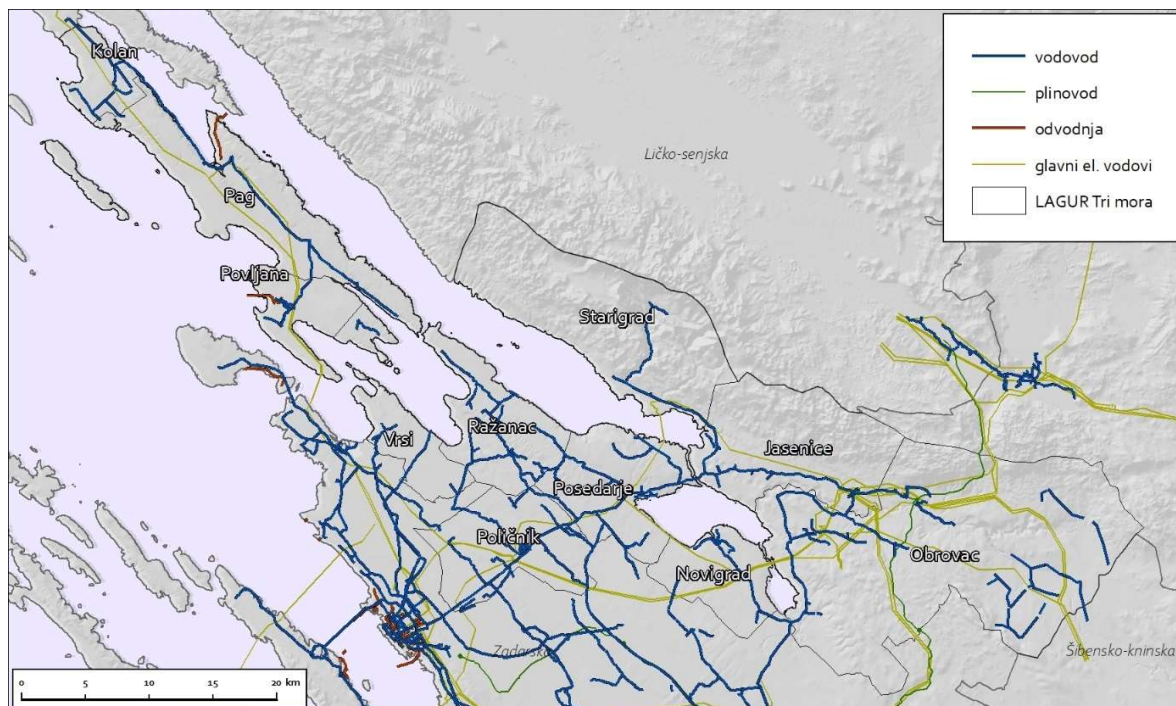 Kolan
Pag
Povljana
Ličko-senjska
Starigrad
Vrsi
Ražanac
Jasenice
Posedarje
Poličnik
Novigrad
Obrovac
Zadarska
Šibensko-kninska
vodovod
plinovod
odvodnja
glavni el. vodovi
LAGUR Tri mora
0 5 10 15 20 km